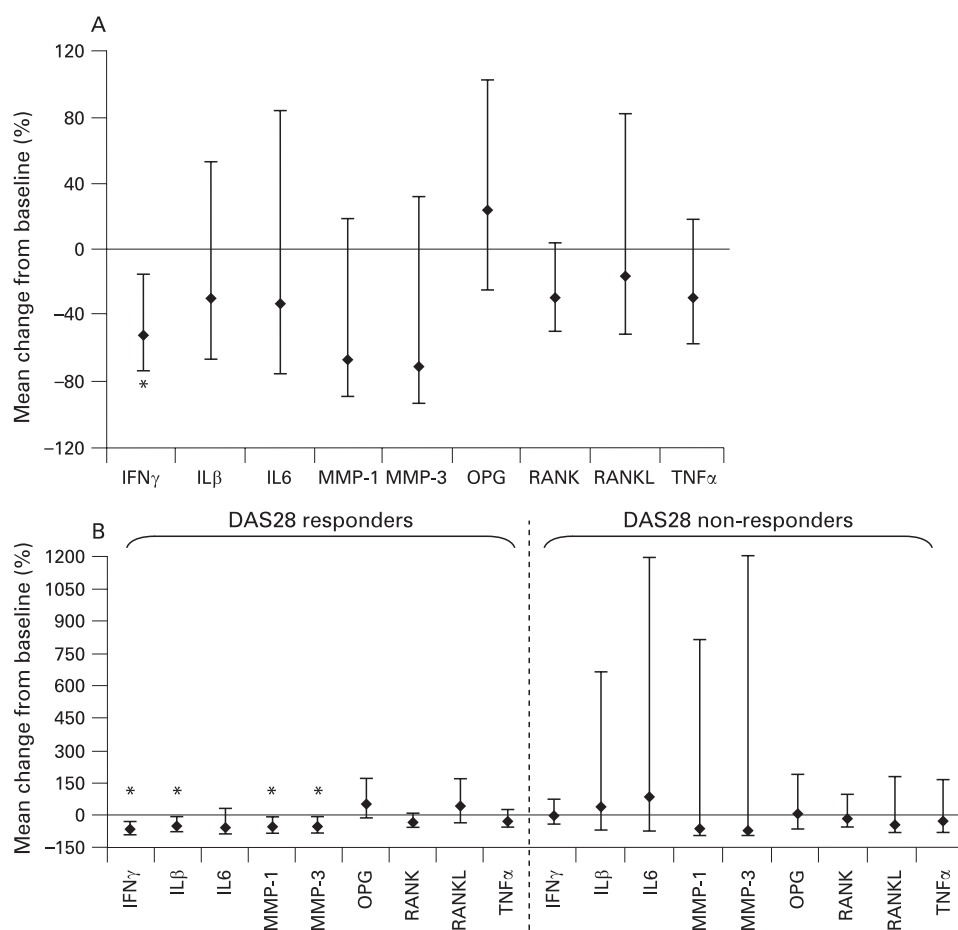 A
Mean change from baseline (%)
120
80
40
0
–40
–80
–120
*
IFNγ ILβ IL6 MMP-1 MMP-3 OPG RANK RANKL TNFα
B
DAS28 responders DAS28 non-responders
Mean change from baseline (%)
1200
1050
900
750
600
450
300
150
0
–150
* * * *
IFNγ ILβ IL6 MMP-1 MMP-3 OPG RANK RANKL TNFα IFNγ ILβ IL6 MMP-1 MMP-3 OPG RANK RANKL TNFα